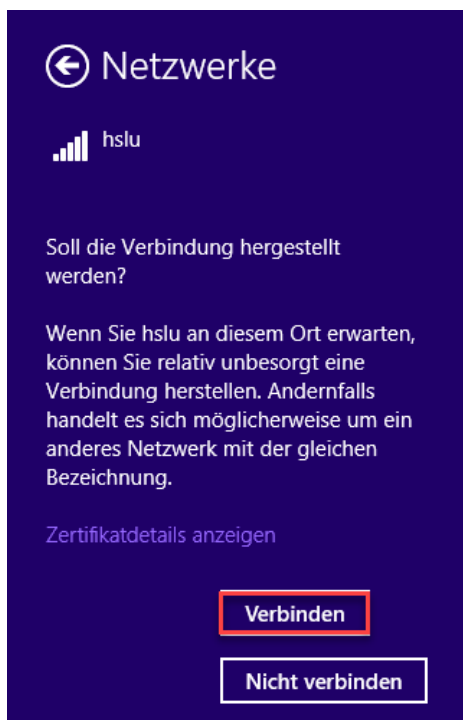 Netzwerke
hslu
Soll die Verbindung hergestellt
werden?
Wenn Sie hslu an diesem Ort erwarten,
können Sie relativ unbesorgt eine
Verbindung herstellen. Andernfalls
handelt es sich möglicherweise um ein
anderes Netzwerk mit der gleichen
Bezeichnung.
Zertifikatdetails anzeigen
Verbinden
Nicht verbinden